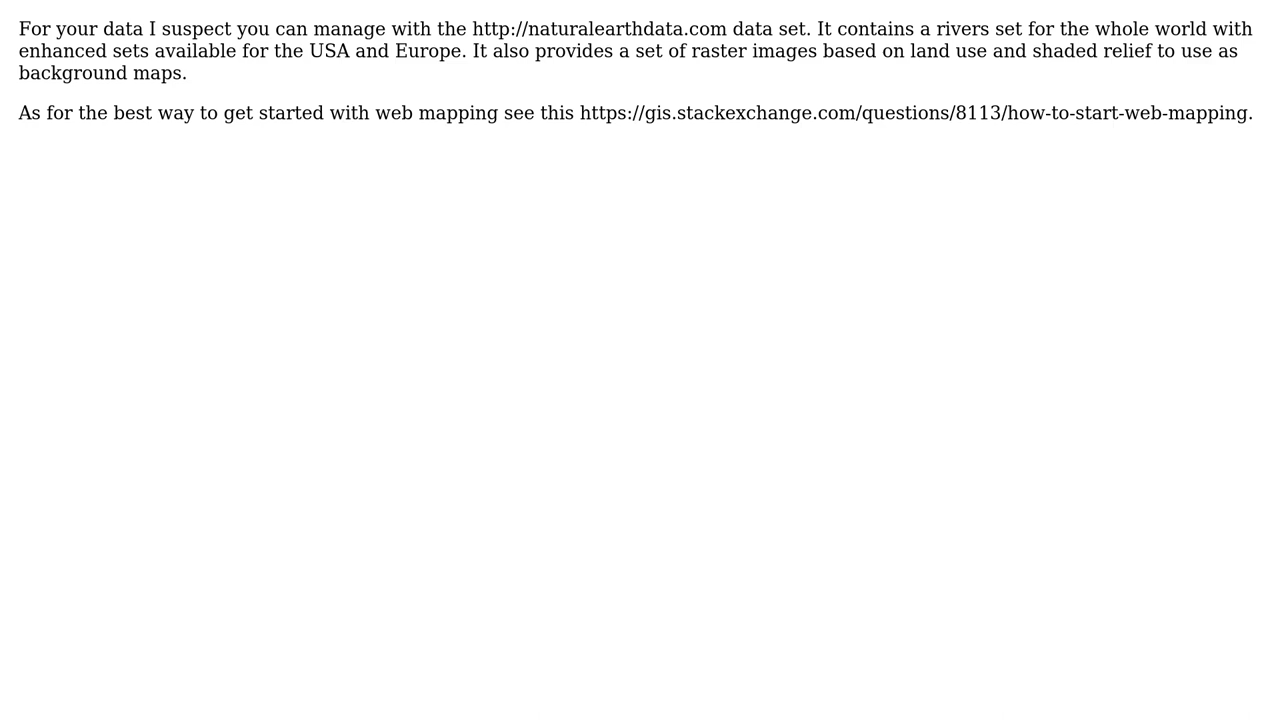 For your data I suspect you can manage with the http://naturalearthdata.com data set. It contains a rivers set for the whole world with
enhanced sets available for the USA and Europe. It also provides a set of raster images based on land use and shaded relief to use as
background maps.
As for the best way to get started with web mapping see this https://gis.stackexchange.com/questions/8113/how-to-start-web-mapping.